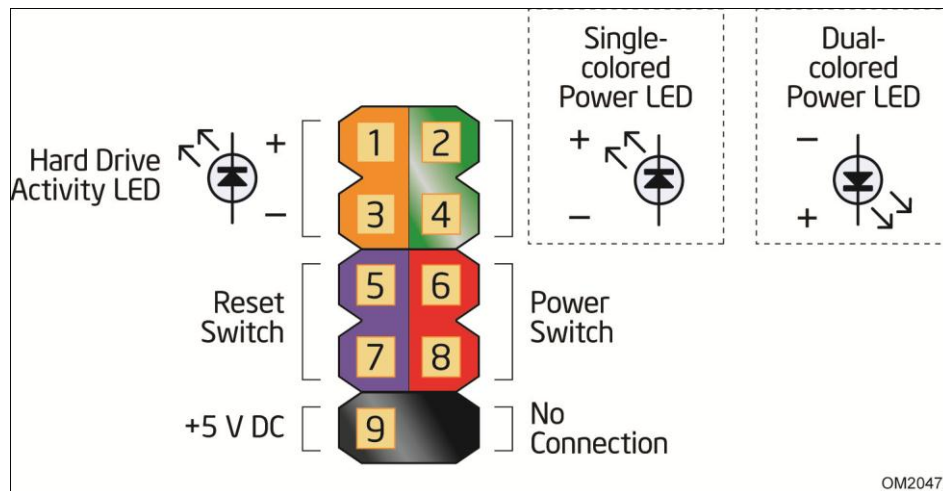 Single-
colored
Power LED
Dual-
colored
Power LED
Hard Drive
Activity LED
+
−
1
2
3
4
+
−
−
+
Reset
Switch
5
6
7
8
Power
Switch
+5 V DC
9
No
Connection
OM20471